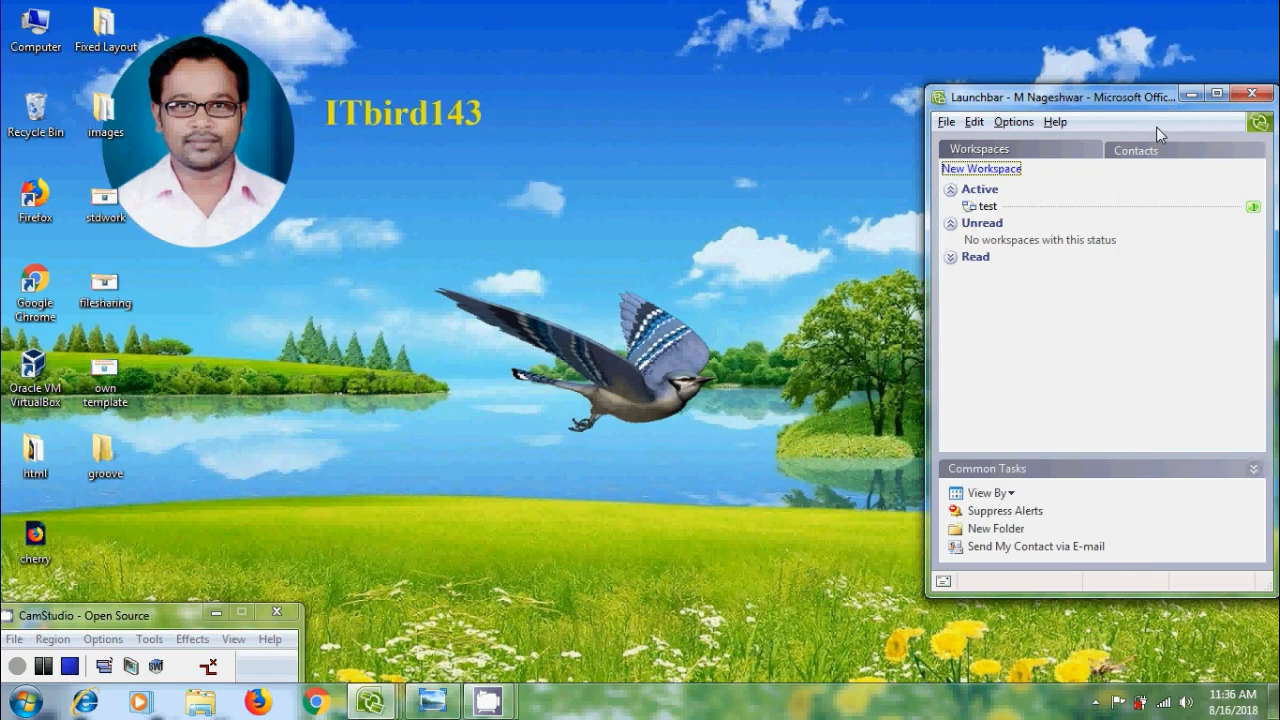 Computer
Fixed Layout
Recycle Bin
images
Firefox
stdwork
Google
Chrome
filesharing
Oracle VM
VirtualBox
own
template
html
groove
cherry
ITbird143
Launchbar - M Nageshwar - Microsoft Offic...
File Edit Options Help
Workspaces Contacts
New Workspace
Active
test
Unread
No workspaces with this status
Read
Common Tasks
View By
Suppress Alerts
New Folder
Send My Contact via E-mail
CamStudio - Open Source
File Region Options Tools Effects View Help
11:36 AM
8/16/2018